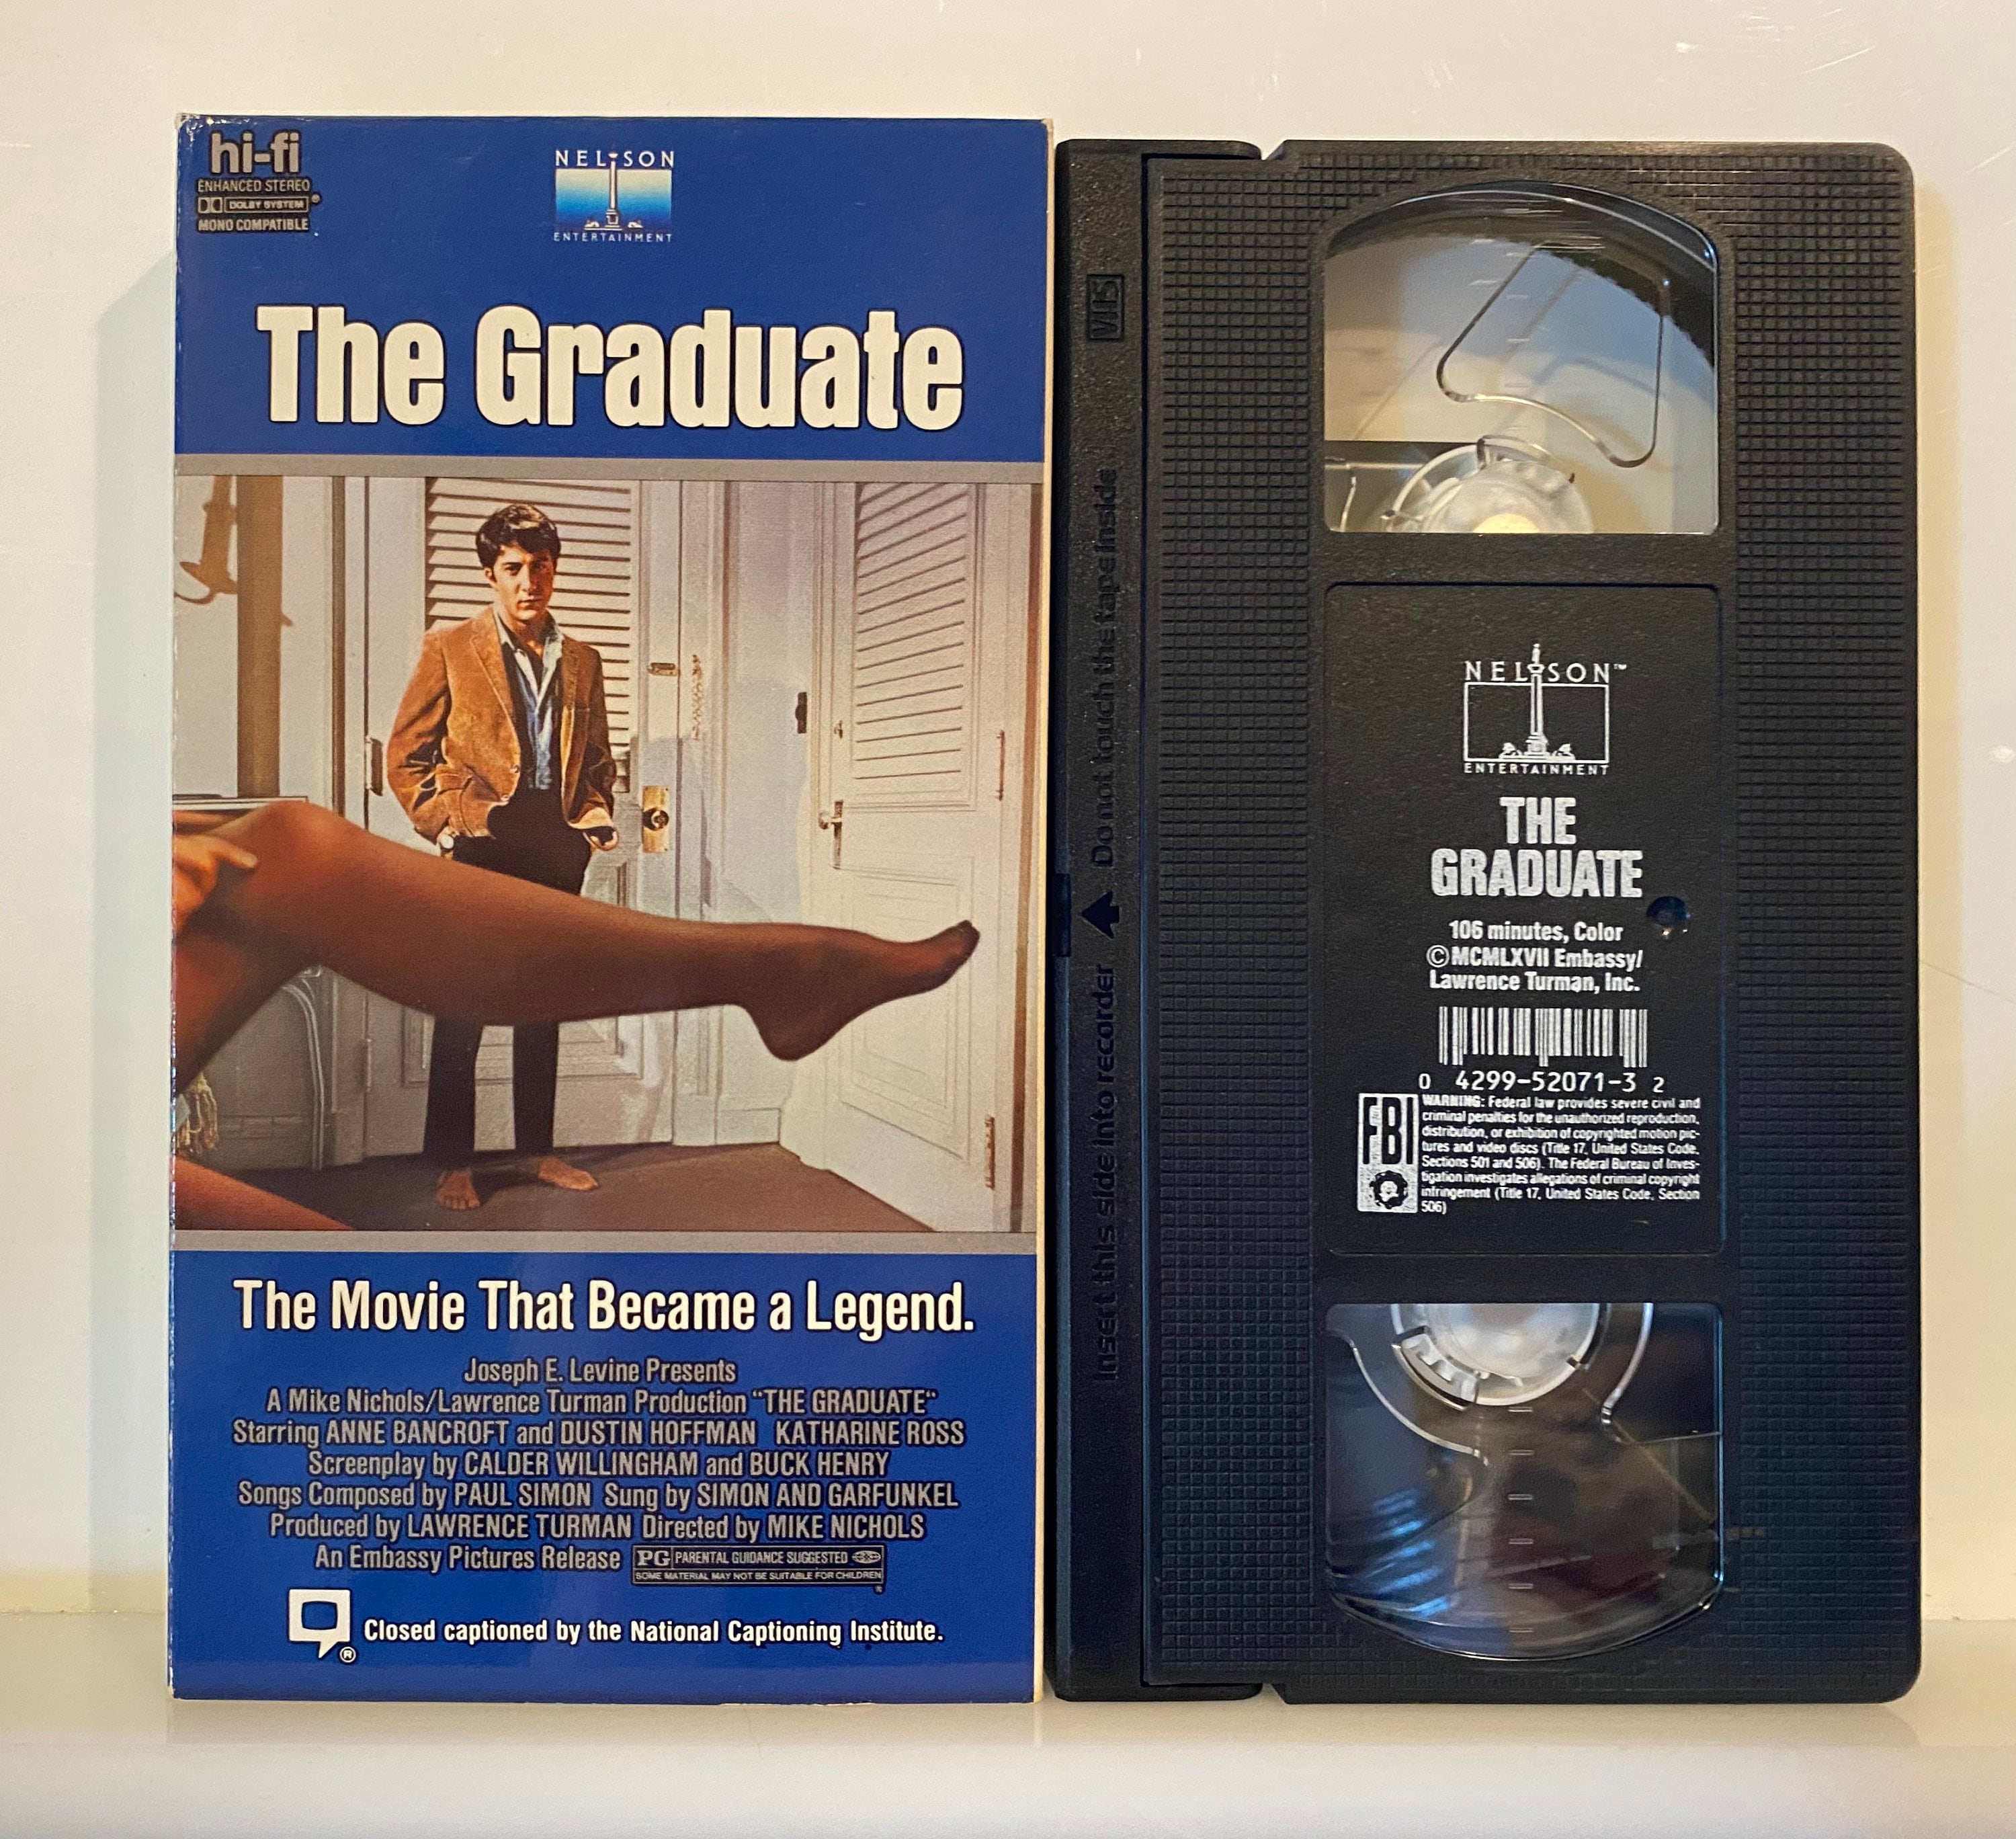 hi-fi
ENHANCED STEREO
DOLBY SYSTEM®
MONO COMPATIBLE
NELSON
ENTERTAINMENT
The Graduate
The Movie That Became a Legend.
Joseph E. Levine Presents
A Mike Nichols/Lawrence Turman Production "THE GRADUATE"
Starring ANNE BANCROFT and DUSTIN HOFFMAN KATHARINE ROSS
Screenplay by CALDER WILLINGHAM and BUCK HENRY
Songs Composed by PAUL SIMON Sung by SIMON AND GARFUNKEL
Produced by LAWRENCE TURMAN Directed by MIKE NICHOLS
An Embassy Pictures Release PG PARENTAL GUIDANCE SUGGESTED
SOME MATERIAL MAY NOT BE SUITABLE FOR CHILDREN
®
Closed captioned by the National Captioning Institute.
®
VHS
Insert this side into recorder ▲ Do not touch the tape inside
NELSON™
ENTERTAINMENT
THE
GRADUATE
106 minutes, Color
©MCMLXVII Embassy/
Lawrence Turman, Inc.
0 4299-52071-3 2
FBI
WARNING: Federal law provides severe civil and
criminal penalties for the unauthorized reproduction,
distribution, or exhibition of copyrighted motion pic-
tures and video discs (Title 17, United States Code,
Sections 501 and 506). The Federal Bureau of Inves-
tigation investigates allegations of criminal copyright
infringement (Title 17, United States Code, Section
506)